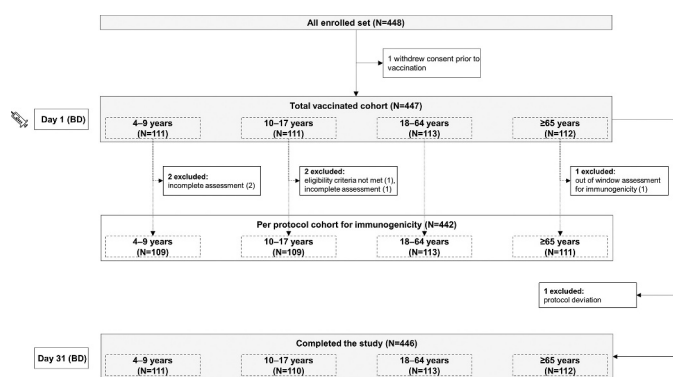 All enrolled set (N=448)
1 withdrew consent prior to
vaccination
Day 1 (BD)
Total vaccinated cohort (N=447)
4–9 years
(N=111)
10–17 years
(N=111)
18–64 years
(N=113)
≥65 years
(N=112)
2 excluded:
incomplete assessment (2)
2 excluded:
eligibility criteria not met (1),
incomplete assessment (1)
1 excluded:
out of window assessment
for immunogenicity (1)
Per protocol cohort for immunogenicity (N=442)
4–9 years
(N=109)
10–17 years
(N=109)
18–64 years
(N=113)
≥65 years
(N=111)
1 excluded:
protocol deviation
Day 31 (BD)
Completed the study (N=446)
4–9 years
(N=111)
10–17 years
(N=110)
18–64 years
(N=113)
≥65 years
(N=112)